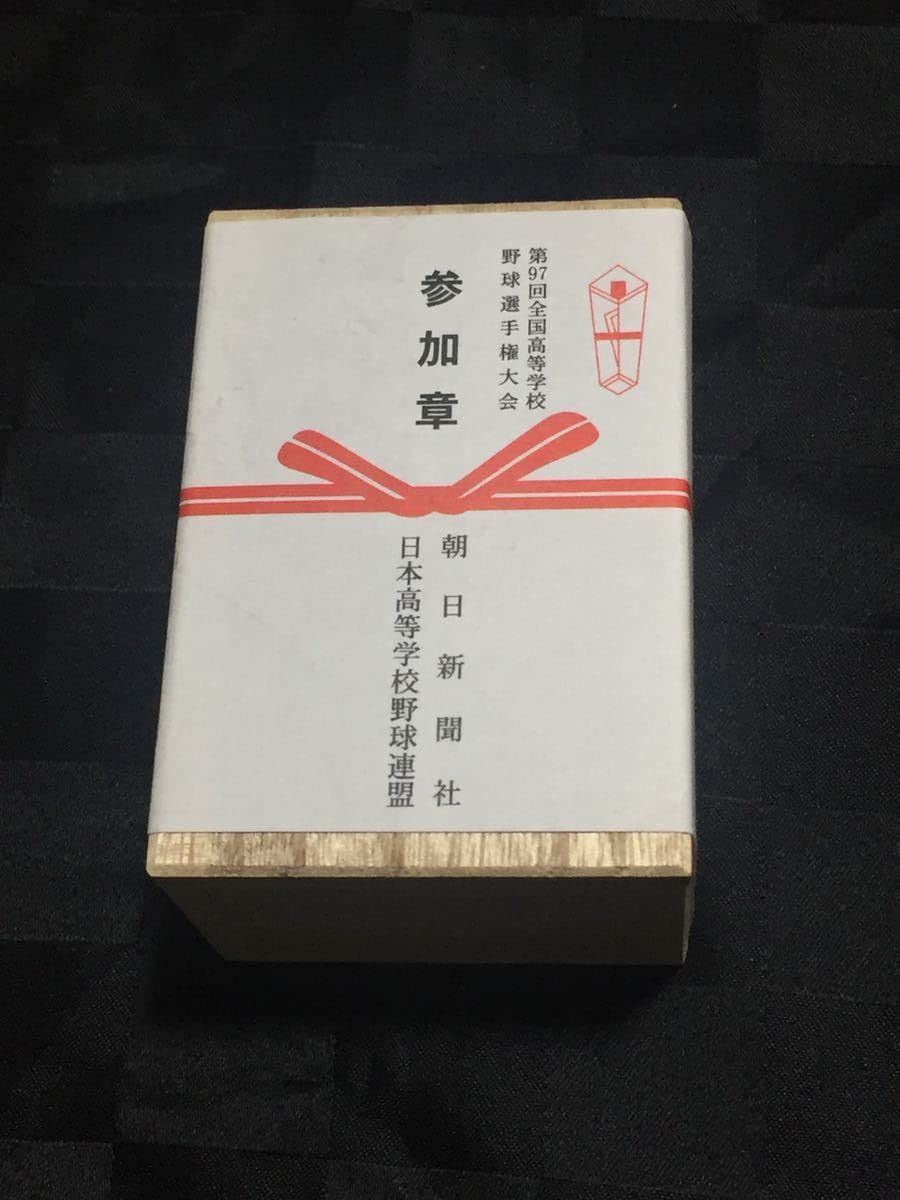 第97回全国高等学校
野球選手権大会
参加章
朝日新聞社
日本高等学校野球連盟